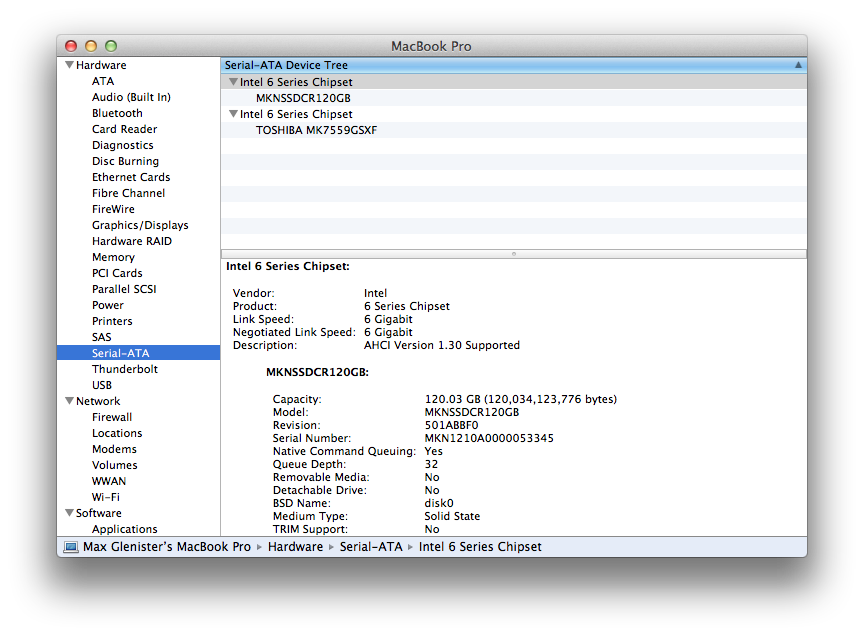 MacBook Pro
Hardware
ATA
Audio (Built In)
Bluetooth
Card Reader
Diagnostics
Disc Burning
Ethernet Cards
Fibre Channel
FireWire
Graphics/Displays
Hardware RAID
Memory
PCI Cards
Parallel SCSI
Power
Printers
SAS
Serial-ATA
Thunderbolt
USB
Network
Firewall
Locations
Modems
Volumes
WWAN
Wi-Fi
Software
Applications
Serial-ATA Device Tree
Intel 6 Series Chipset
MKNSSDCR120GB
Intel 6 Series Chipset
TOSHIBA MK7559GSXF
Intel 6 Series Chipset:
Vendor: Intel
Product: 6 Series Chipset
Link Speed: 6 Gigabit
Negotiated Link Speed: 6 Gigabit
Description: AHCI Version 1.30 Supported
MKNSSDCR120GB:
Capacity: 120.03 GB (120,034,123,776 bytes)
Model: MKNSSDCR120GB
Revision: 501ABBF0
Serial Number: MKN1210A0000053345
Native Command Queuing: Yes
Queue Depth: 32
Removable Media: No
Detachable Drive: No
BSD Name: disk0
Medium Type: Solid State
TRIM Support: No
Max Glenister's MacBook Pro ▸ Hardware ▸ Serial-ATA ▸ Intel 6 Series Chipset